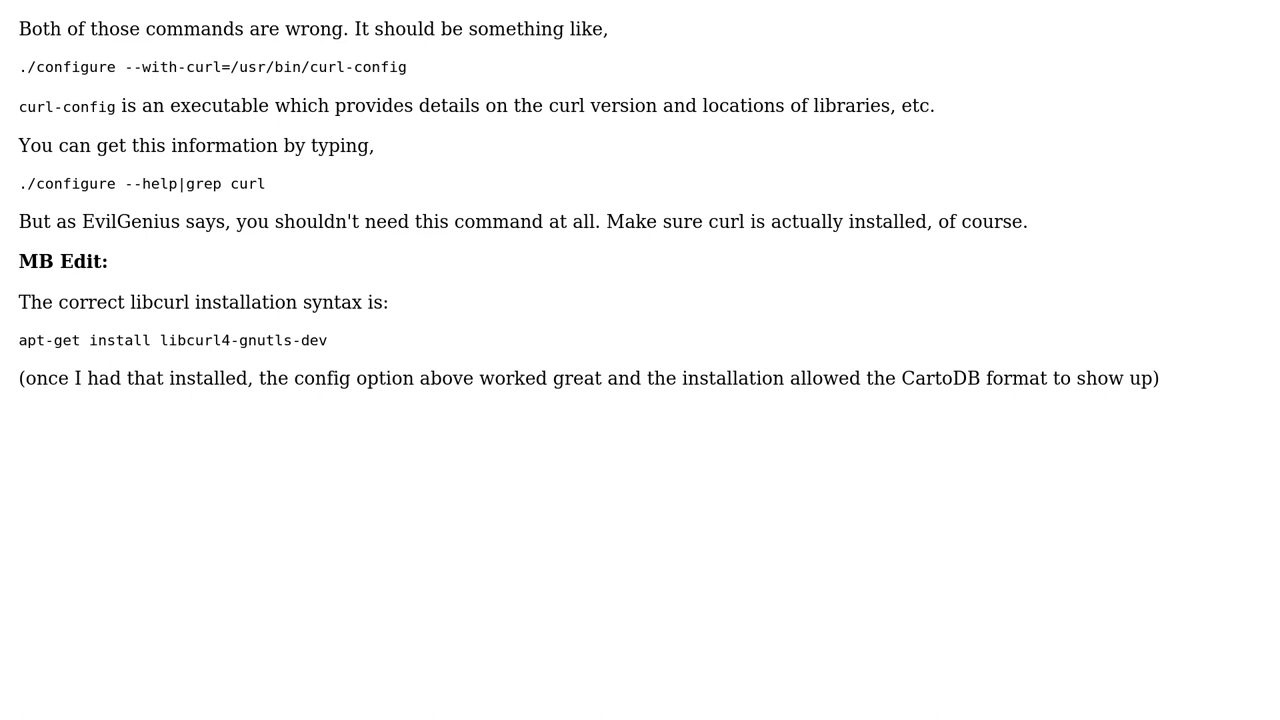 Both of those commands are wrong. It should be something like,
./configure --with-curl=/usr/bin/curl-config
curl-config is an executable which provides details on the curl version and locations of libraries, etc.
You can get this information by typing,
./configure --help|grep curl
But as EvilGenius says, you shouldn't need this command at all. Make sure curl is actually installed, of course.
MB Edit:
The correct libcurl installation syntax is:
apt-get install libcurl4-gnutls-dev
(once I had that installed, the config option above worked great and the installation allowed the CartoDB format to show up)